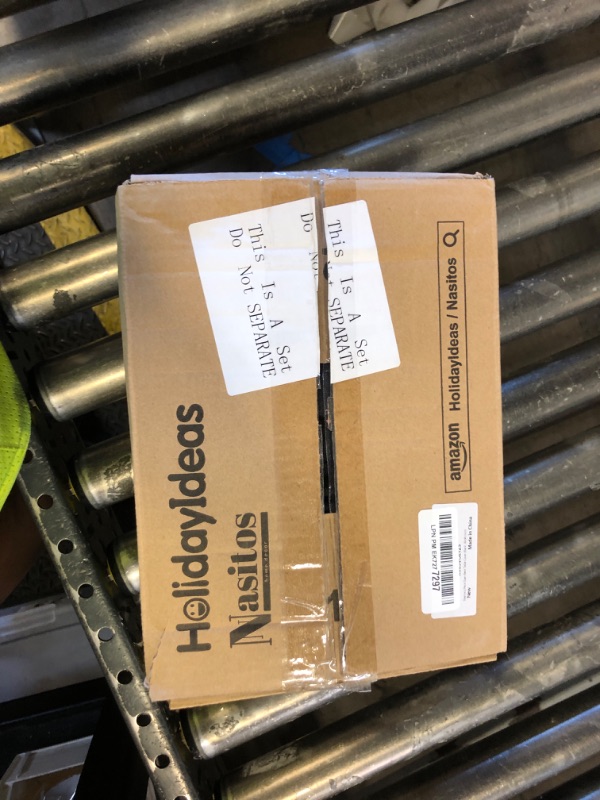 This Is A Set
Do Not SEPARATE
This Is A Set
Do Not SEPARATE
HolidayIdeas
Nasitos
amazon HolidayIdeas / Nasitos
Made in China
7297